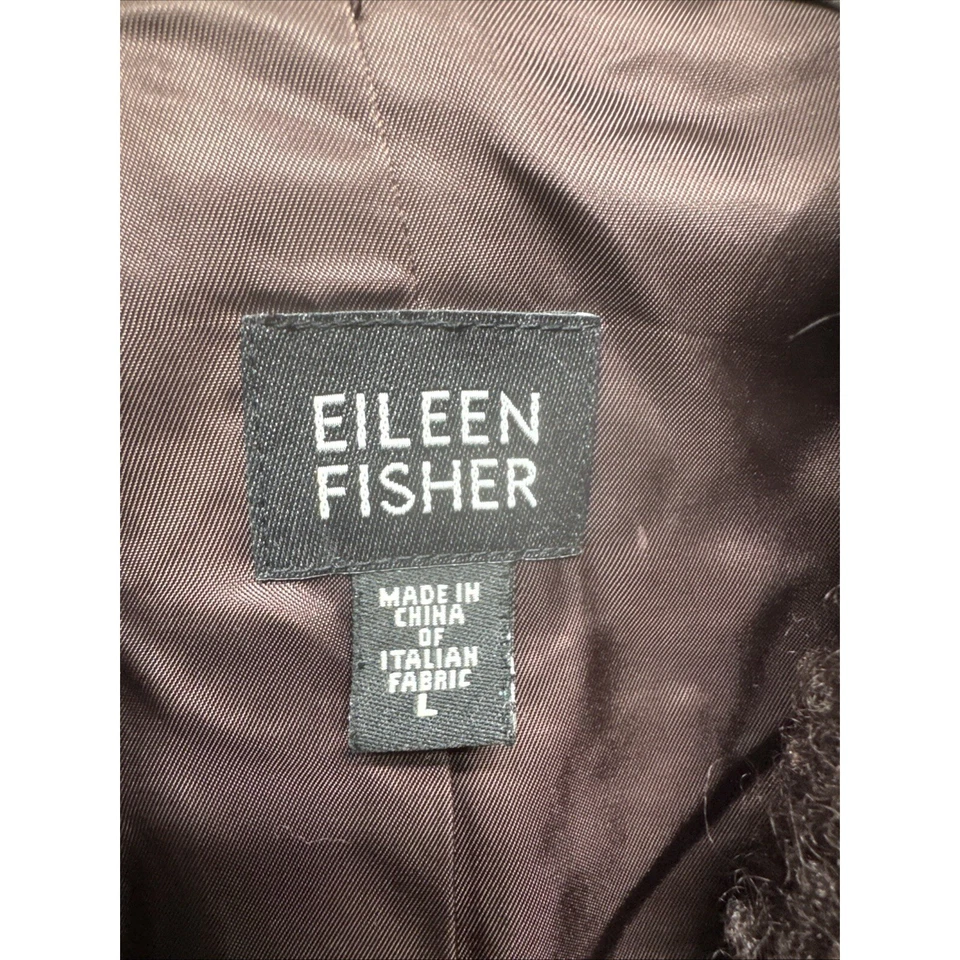 EILEEN
FISHER
MADE IN
CHINA
OF
ITALIAN
FABRIC
L